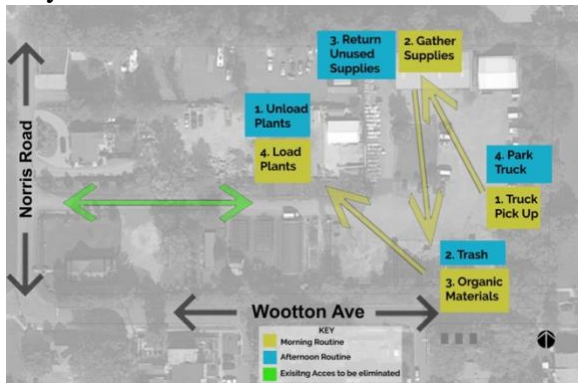 3. Return
Unused
Supplies
2. Gather
Supplies
1. Unload
Plants
4. Load
Plants
4. Park
Truck
1. Truck
Pick Up
Norris Road
2. Trash
3. Organic
Materials
Wootton Ave
KEY
Morning Routine
Afternoon Routine
Exisitng Acces to be eliminated